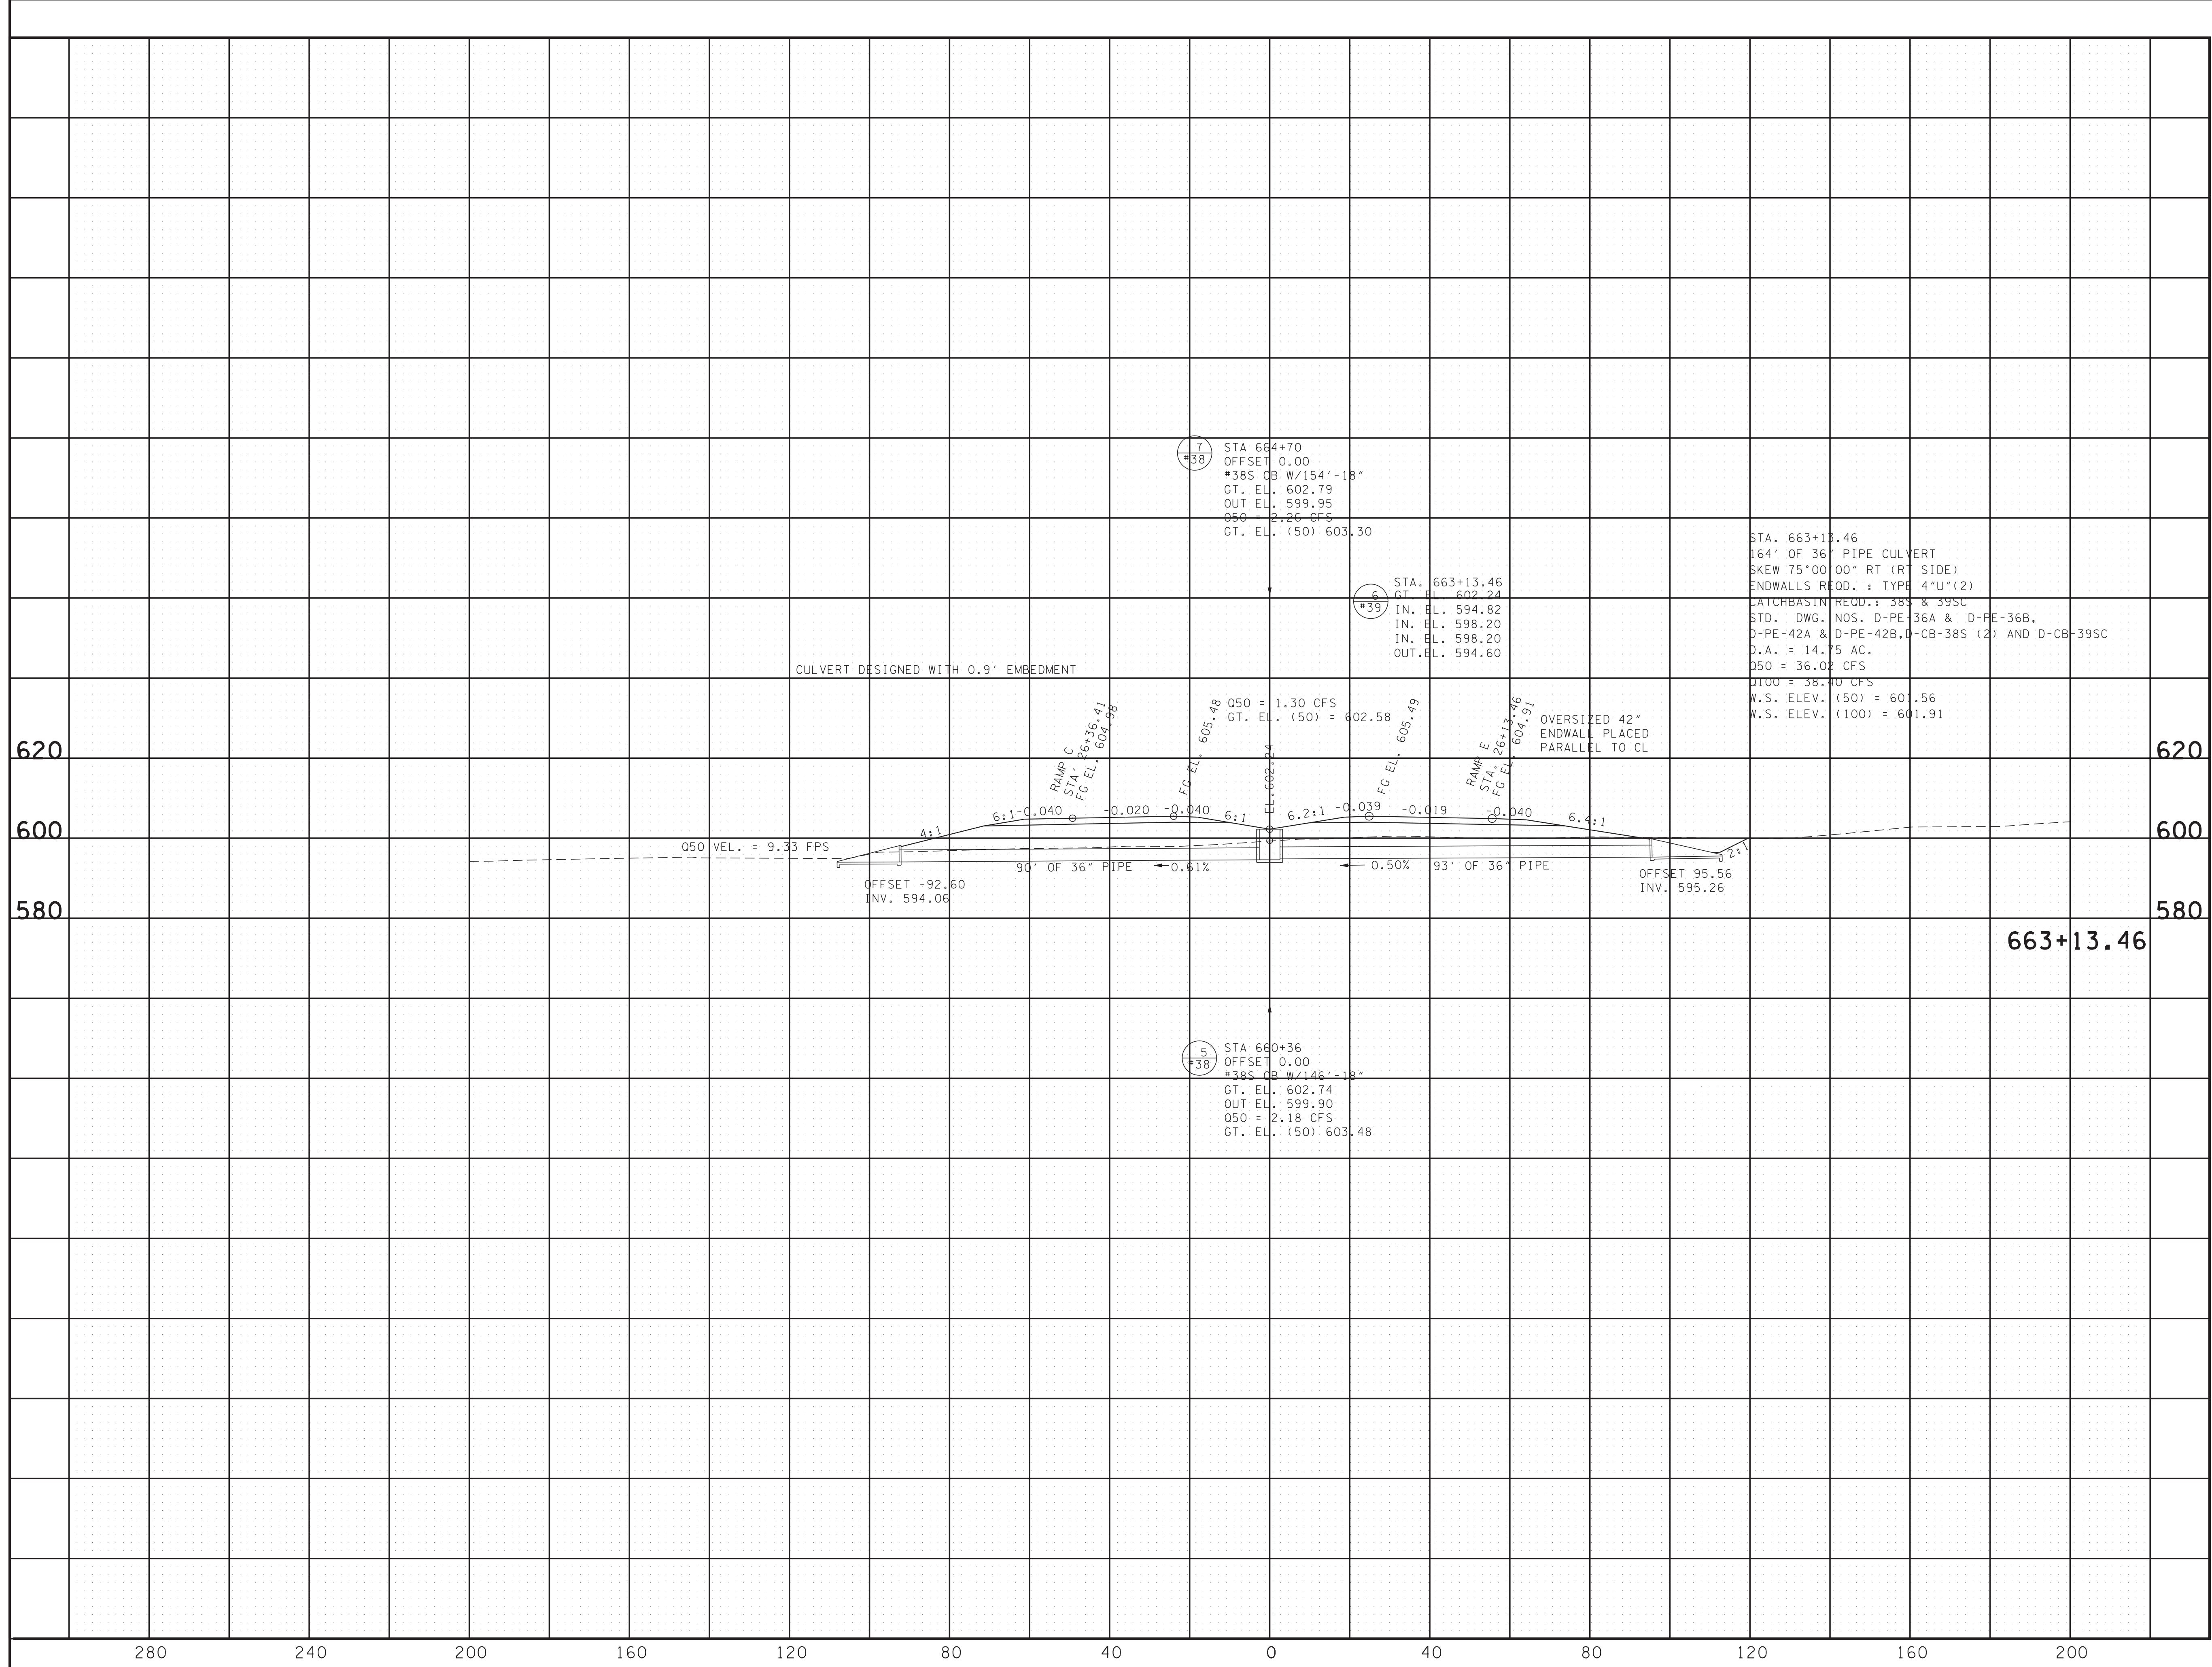 7
#38
STA 664+70
OFFSET 0.00
#38S CB W/154'-18"
GT. EL. 602.79
OUT EL. 599.95
Q50 = 2.26 CFS
GT. EL. (50) 603.30
6
#39
STA. 663+13.46
GT. EL. 602.24
IN. EL. 594.82
IN. EL. 598.20
IN. EL. 598.20
OUT.EL. 594.60
STA. 663+13.46
164' OF 36" PIPE CULVERT
SKEW 75°00'00" RT (RT SIDE)
ENDWALLS REQD. : TYPE 4"U"(2)
CATCHBASIN REQD.: 38S & 39SC
STD. DWG. NOS. D-PE-36A & D-PE-36B,
D-PE-42A & D-PE-42B,D-CB-38S (2) AND D-CB-39SC
D.A. = 14.75 AC.
Q50 = 36.02 CFS
Q100 = 38.40 CFS
W.S. ELEV. (50) = 601.56
W.S. ELEV. (100) = 601.91
CULVERT DESIGNED WITH 0.9' EMBEDMENT
RAMP C
STA' 26+36.41
FG EL. 604.98
FG EL. 605.48
Q50 = 1.30 CFS
GT. EL. (50) = 602.58
EL.602.24
FG EL. 605.49
RAMP E
STA. 26+13.46
FG EL. 604.91
OVERSIZED 42"
ENDWALL PLACED
PARALLEL TO CL
620
620
4:1
6:1
-0.040
-0.020
-0.040
6:1
6.2:1
-0.039
-0.019
-0.040
6.4:1
2:1
600
600
Q50 VEL. = 9.33 FPS
90' OF 36" PIPE
0.61%
0.50%
93' OF 36" PIPE
OFFSET -92.60
INV. 594.06
OFFSET 95.56
INV. 595.26
580
580
663+13.46
5
#38
STA 660+36
OFFSET 0.00
#38S CB W/146'-18"
GT. EL. 602.74
OUT EL. 599.90
Q50 = 2.18 CFS
GT. EL. (50) 603.48
280 240 200 160 120 80 40 0 40 80 120 160 200